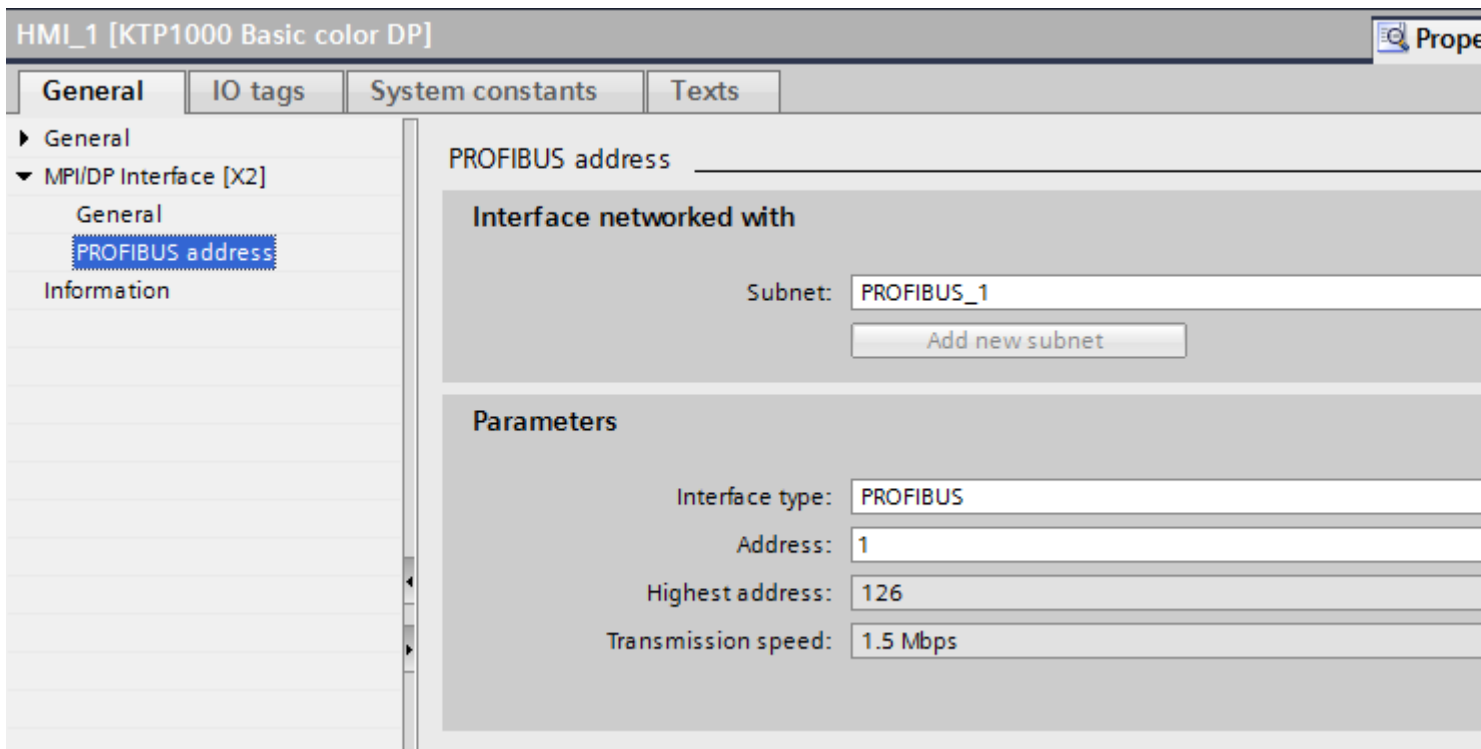 HMI_1 [KTP1000 Basic color DP]
General IO tags System constants Texts
General
MPI/DP Interface [X2]
General
PROFIBUS address
Information
PROFIBUS address
Interface networked with
Subnet: PROFIBUS_1
Add new subnet
Parameters
Interface type: PROFIBUS
Address: 1
Highest address: 126
Transmission speed: 1.5 Mbps